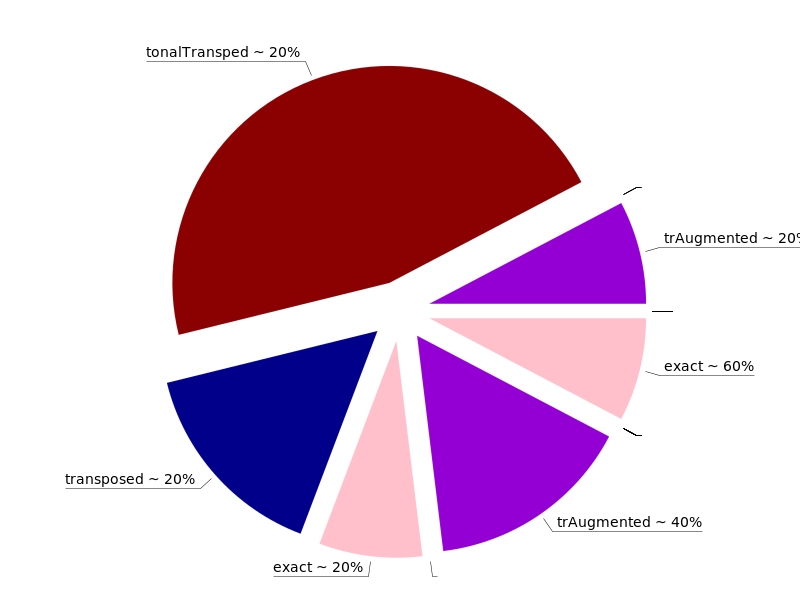 tonalTransped ~ 20%
trAugmented ~ 20%
exact ~ 60%
transposed ~ 20%
trAugmented ~ 40%
exact ~ 20%